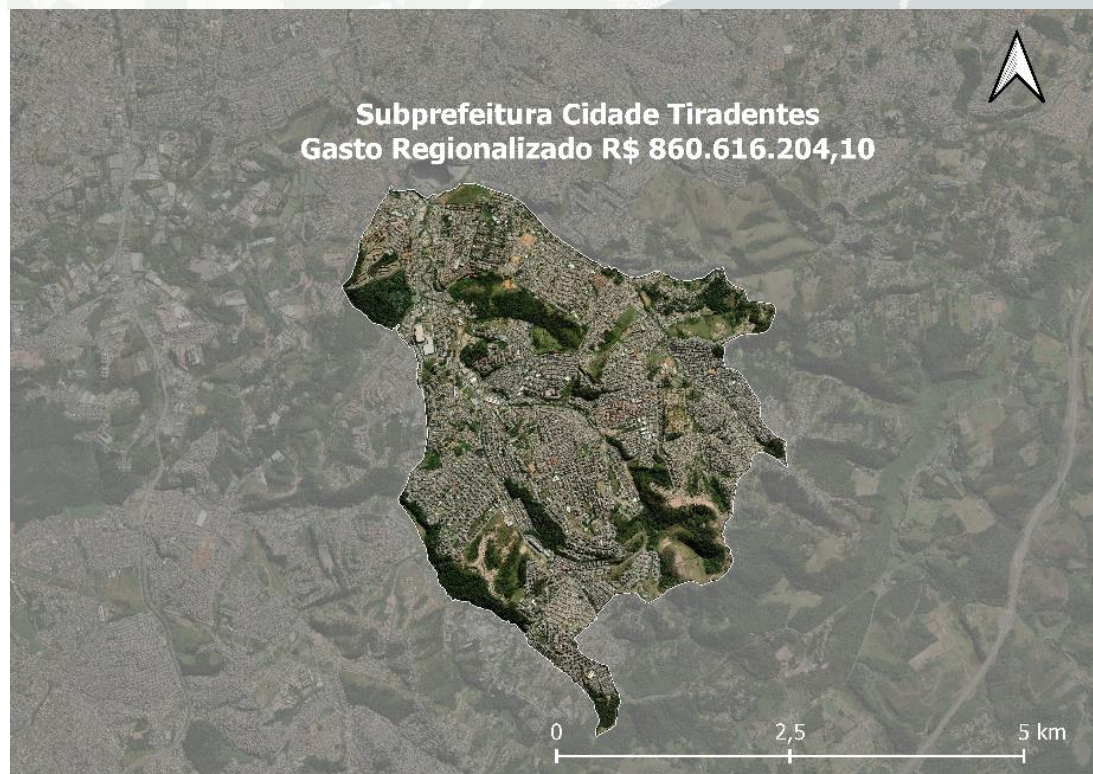 Subprefeitura Cidade Tiradentes
Gasto Regionalizado R$ 860.616.204,10
0 2,5 5 km